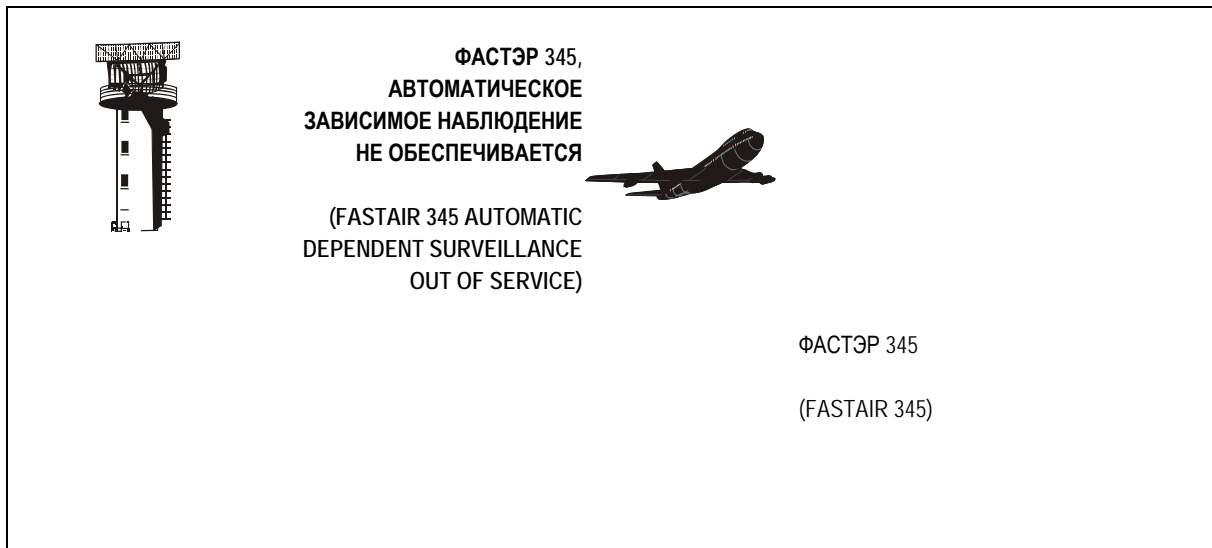 ФАСТЭР 345,
АВТОМАТИЧЕСКОЕ
ЗАВИСИМОЕ НАБЛЮДЕНИЕ
НЕ ОБЕСПЕЧИВАЕТСЯ
(FASTAIR 345 AUTOMATIC
DEPENDENT SURVEILLANCE
OUT OF SERVICE)
ФАСТЭР 345
(FASTAIR 345)